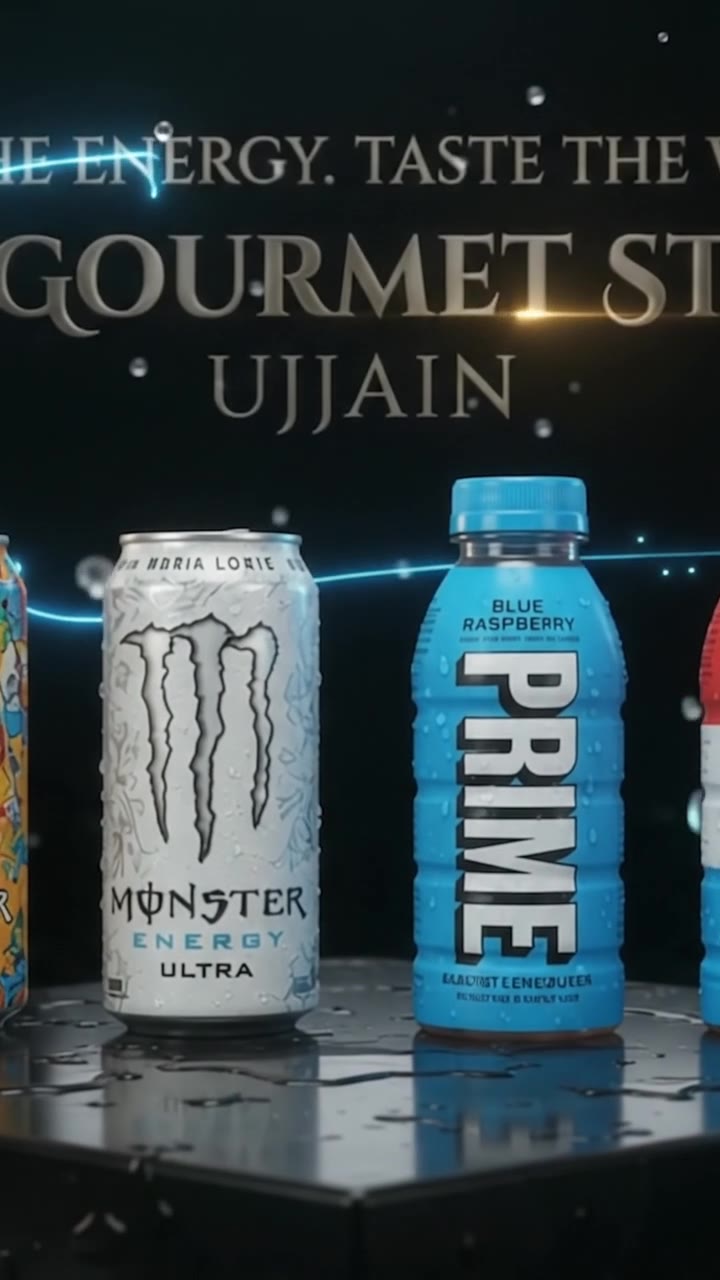 HE ENERGY. TASTE THE
GOURMET ST
UJJAIN
MONSTER
ENERGY
ULTRA
BLUE
RASPBERRY
PRIME